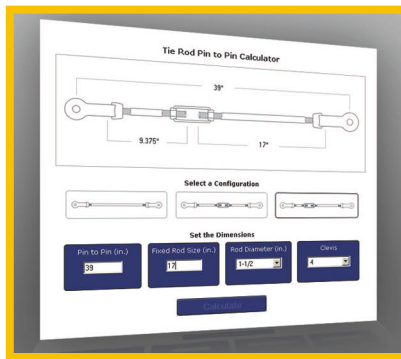 Tie Rod Pin to Pin Calculator
39"
9.375" 17"
Select a Configuration
Set the Dimensions
Pin to Pin (in.) Fixed Rod Size (in.) Rod Diameter (in.) Clevis
39 17 1-1/2 4
Calculate